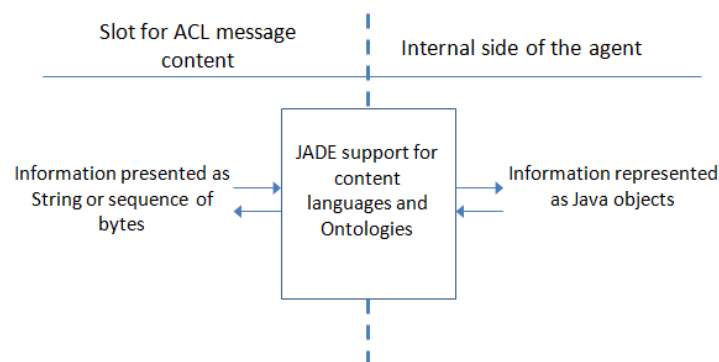 Slot for ACL message
content
Internal side of the agent
Information presented as
String or sequence of
bytes
JADE support for
content
languages and
Ontologies
Information represented
as Java objects